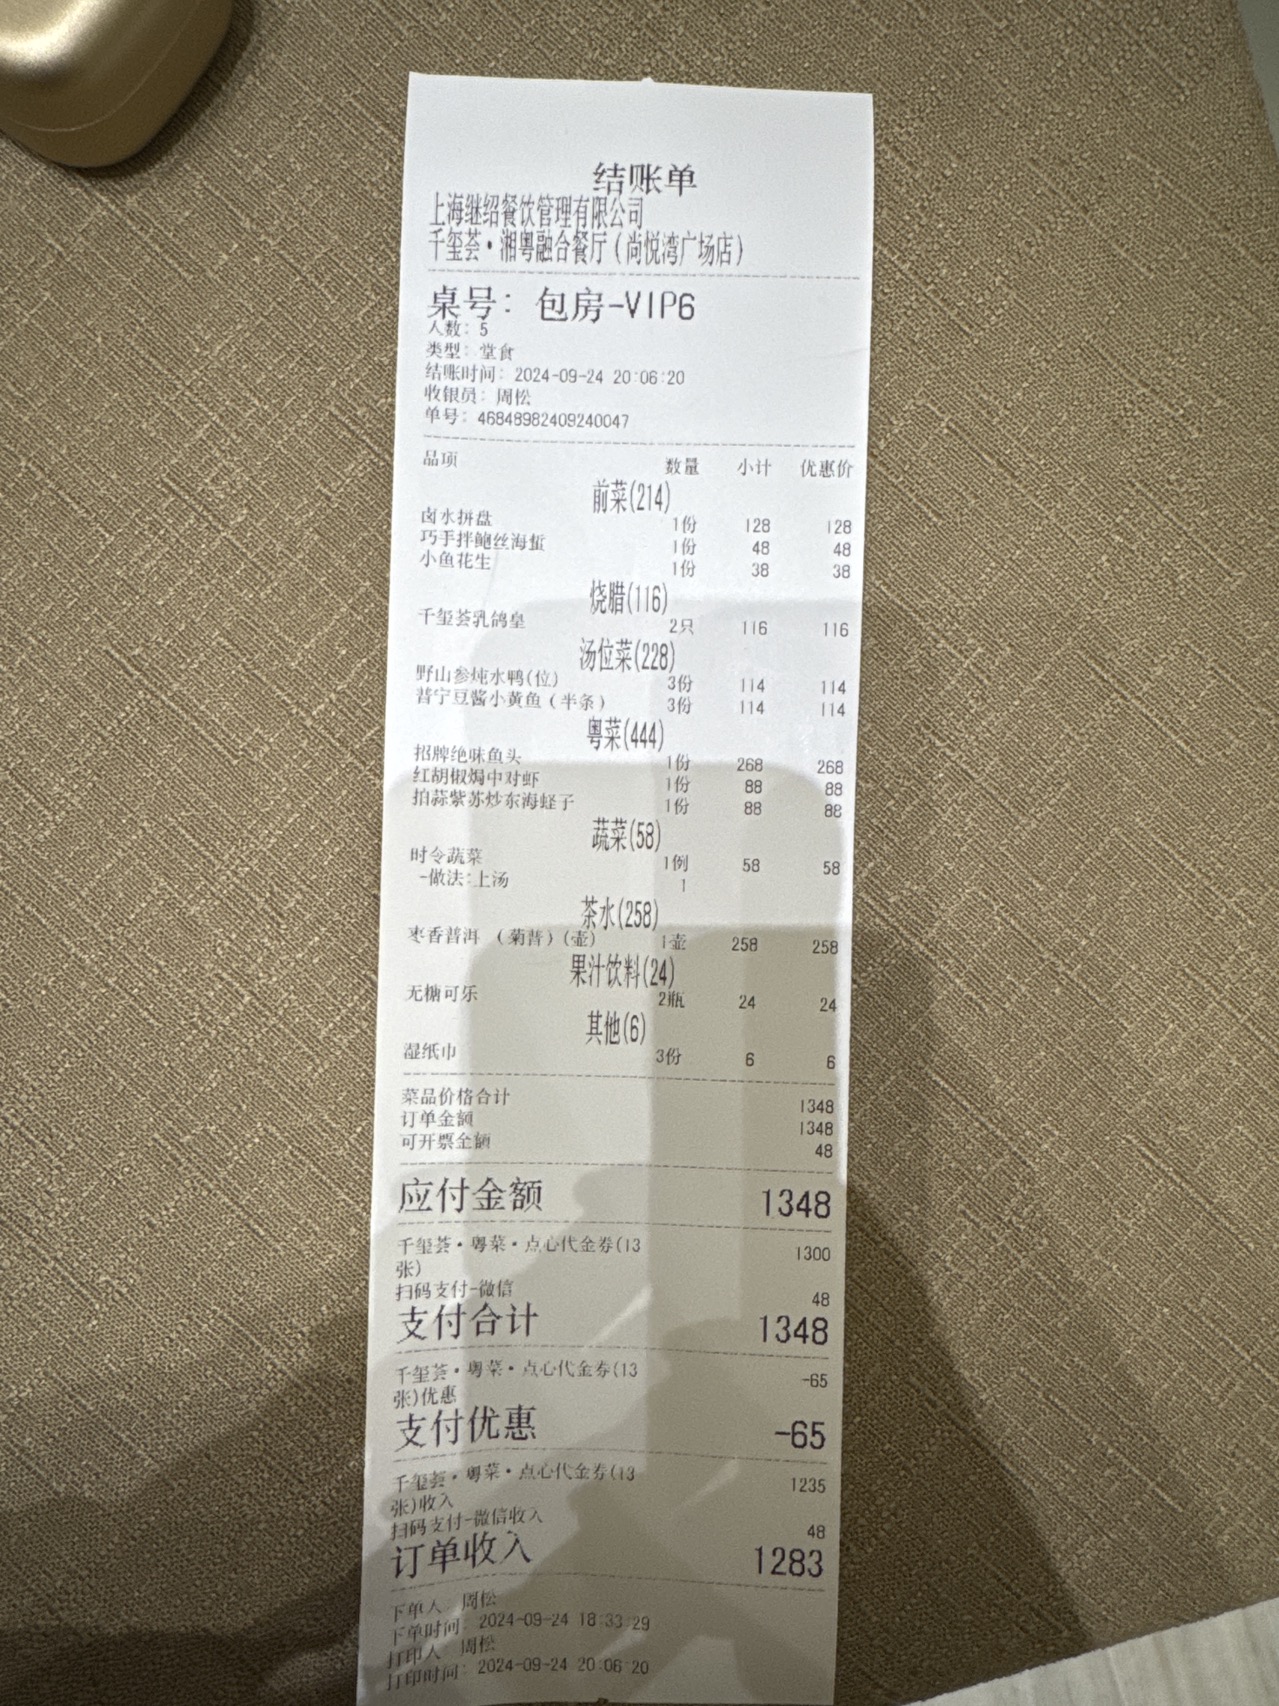 结账单
上海继绍餐饮管理有限公司
千玺荟·湘粤融合餐厅(尚悦湾广场店)
桌号: 包房-VIP6
人数: 5
类型: 堂食
结账时间: 2024-09-24 20:06:20
收银员: 周松
单号: 46848982409240047
品项 数量 小计 优惠价
前菜(214)
卤水拼盘 1份 128 128
巧手拌鲍丝海蜇 1份 48 48
小鱼花生 1份 38 38
烧腊(116)
千玺荟乳鸽皇 2只 116 116
汤位菜(228)
野山参炖水鸭(位) 3份 114 114
普宁豆酱小黄鱼(半条) 3份 114 114
粤菜(444)
招牌绝味鱼头 1份 268 268
红胡椒焗中对虾 1份 88 88
拍蒜紫苏炒东海蛏子 1份 88 88
蔬菜(58)
时令蔬菜 1例 58 58
-做法:上汤 1
茶水(258)
枣香普洱 (菊普)(壶) 1壶 258 258
果汁饮料(24)
无糖可乐 2瓶 24 24
其他(6)
湿纸巾 3份 6 6
菜品价格合计 1348
订单金额 1348
可开票金额 48
应付金额 1348
千玺荟·粤菜·点心代金券(13 1300
张)
扫码支付-微信 48
支付合计 1348
千玺荟·粤菜·点心代金券(13 -65
张)优惠
支付优惠 -65
千玺荟·粤菜·点心代金券(13 1235
张)收入
扫码支付-微信收入 48
订单收入 1283
下单人: 周松
下单时间: 2024-09-24 18:33:29
打印人: 周松
打印时间: 2024-09-24 20:06:20